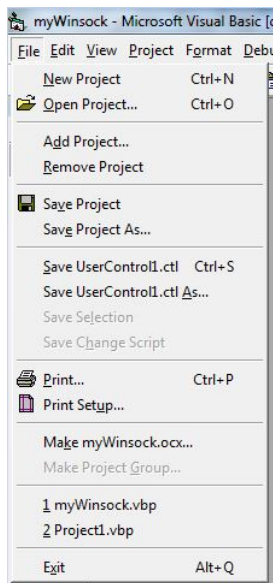 myWinsock - Microsoft Visual Basic [
File Edit View Project Format Debu
New Project Ctrl+N
Open Project... Ctrl+O
Add Project...
Remove Project
Save Project
Save Project As...
Save UserControl1.ctl Ctrl+S
Save UserControl1.ctl As...
Save Selection
Save Change Script
Print... Ctrl+P
Print Setup...
Make myWinsock.ocx...
Make Project Group...
1 myWinsock.vbp
2 Project1.vbp
Exit Alt+Q